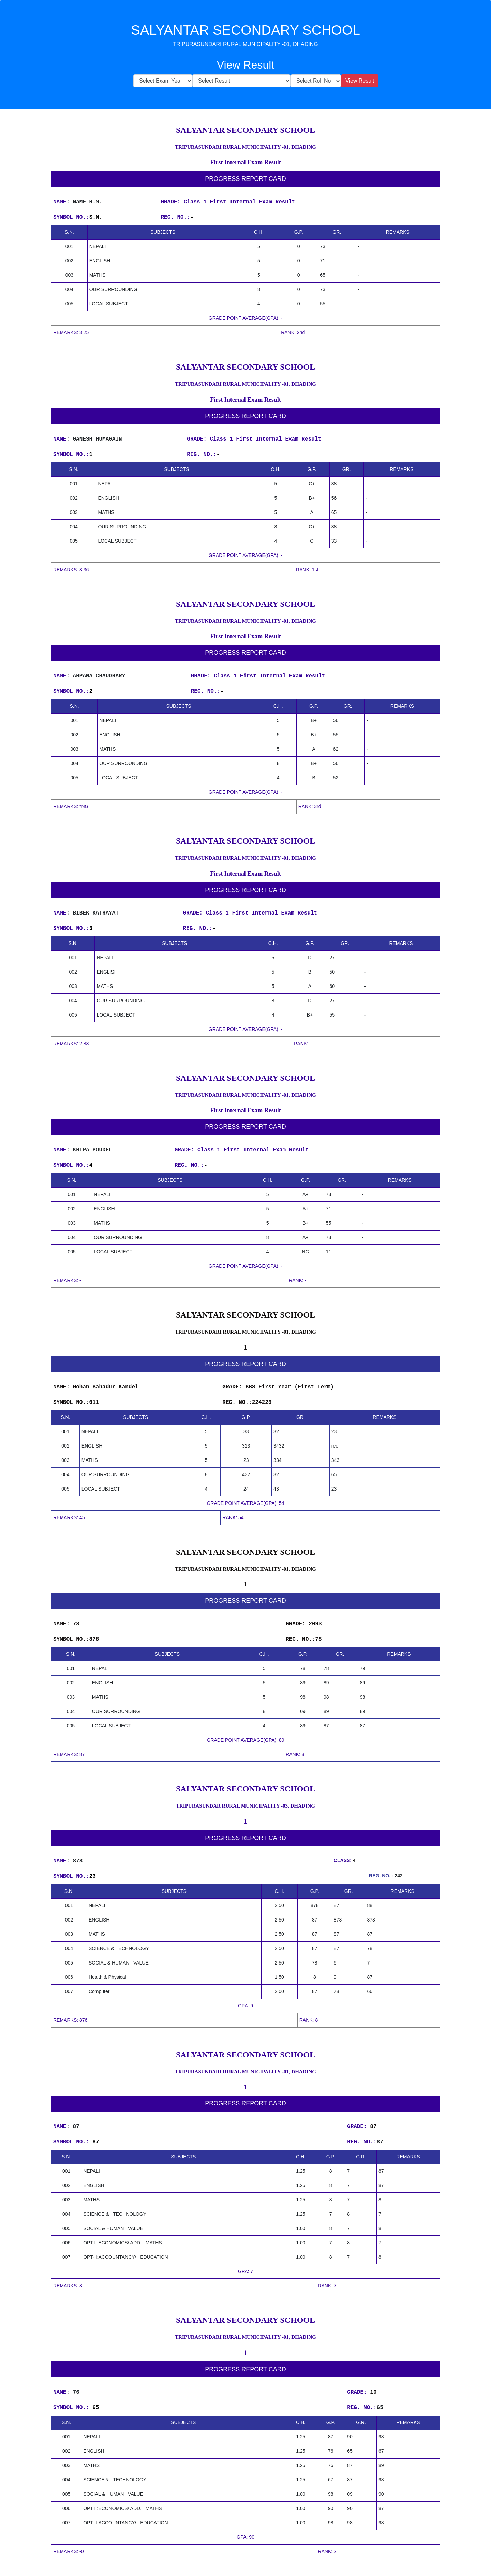 SALYANTAR SECONDARY SCHOOL
TRIPURASUNDARI RURAL MUNICIPALITY -01, DHADING
View Result
Select Exam Year Select Result Select Roll No View Result
SALYANTAR SECONDARY SCHOOL
TRIPURASUNDARI RURAL MUNICIPALITY -01, DHADING
First Internal Exam Result
PROGRESS REPORT CARD
NAME: NAME H.M. GRADE: Class 1 First Internal Exam Result
SYMBOL NO.:S.N. REG. NO.:-
S.N. SUBJECTS C.H. G.P. GR. REMARKS
001 NEPALI 5 0 73 -
002 ENGLISH 5 0 71 -
003 MATHS 5 0 65 -
004 OUR SURROUNDING 8 0 73 -
005 LOCAL SUBJECT 4 0 55 -
GRADE POINT AVERAGE(GPA): -
REMARKS: 3.25 RANK: 2nd
SALYANTAR SECONDARY SCHOOL
TRIPURASUNDARI RURAL MUNICIPALITY -01, DHADING
First Internal Exam Result
PROGRESS REPORT CARD
NAME: GANESH HUMAGAIN GRADE: Class 1 First Internal Exam Result
SYMBOL NO.:1 REG. NO.:-
S.N. SUBJECTS C.H. G.P. GR. REMARKS
001 NEPALI 5 C+ 38 -
002 ENGLISH 5 B+ 56 -
003 MATHS 5 A 65 -
004 OUR SURROUNDING 8 C+ 38 -
005 LOCAL SUBJECT 4 C 33 -
GRADE POINT AVERAGE(GPA): -
REMARKS: 3.36 RANK: 1st
SALYANTAR SECONDARY SCHOOL
TRIPURASUNDARI RURAL MUNICIPALITY -01, DHADING
First Internal Exam Result
PROGRESS REPORT CARD
NAME: ARPANA CHAUDHARY GRADE: Class 1 First Internal Exam Result
SYMBOL NO.:2 REG. NO.:-
S.N. SUBJECTS C.H. G.P. GR. REMARKS
001 NEPALI 5 B+ 56 -
002 ENGLISH 5 B+ 55 -
003 MATHS 5 A 62 -
004 OUR SURROUNDING 8 B+ 56 -
005 LOCAL SUBJECT 4 B 52 -
GRADE POINT AVERAGE(GPA): -
REMARKS: *NG RANK: 3rd
SALYANTAR SECONDARY SCHOOL
TRIPURASUNDARI RURAL MUNICIPALITY -01, DHADING
First Internal Exam Result
PROGRESS REPORT CARD
NAME: BIBEK KATHAYAT GRADE: Class 1 First Internal Exam Result
SYMBOL NO.:3 REG. NO.:-
S.N. SUBJECTS C.H. G.P. GR. REMARKS
001 NEPALI 5 D 27 -
002 ENGLISH 5 B 50 -
003 MATHS 5 A 60 -
004 OUR SURROUNDING 8 D 27 -
005 LOCAL SUBJECT 4 B+ 55 -
GRADE POINT AVERAGE(GPA): -
REMARKS: 2.83 RANK: -
SALYANTAR SECONDARY SCHOOL
TRIPURASUNDARI RURAL MUNICIPALITY -01, DHADING
First Internal Exam Result
PROGRESS REPORT CARD
NAME: KRIPA POUDEL GRADE: Class 1 First Internal Exam Result
SYMBOL NO.:4 REG. NO.:-
S.N. SUBJECTS C.H. G.P. GR. REMARKS
001 NEPALI 5 A+ 73 -
002 ENGLISH 5 A+ 71 -
003 MATHS 5 B+ 55 -
004 OUR SURROUNDING 8 A+ 73 -
005 LOCAL SUBJECT 4 NG 11 -
GRADE POINT AVERAGE(GPA): -
REMARKS: - RANK: -
SALYANTAR SECONDARY SCHOOL
TRIPURASUNDARI RURAL MUNICIPALITY -01, DHADING
1
PROGRESS REPORT CARD
NAME: Mohan Bahadur Kandel GRADE: BBS First Year (First Term)
SYMBOL NO.:011 REG. NO.:224223
S.N. SUBJECTS C.H. G.P. GR. REMARKS
001 NEPALI 5 33 32 23
002 ENGLISH 5 323 3432 ree
003 MATHS 5 23 334 343
004 OUR SURROUNDING 8 432 32 65
005 LOCAL SUBJECT 4 24 43 23
GRADE POINT AVERAGE(GPA): 54
REMARKS: 45 RANK: 54
SALYANTAR SECONDARY SCHOOL
TRIPURASUNDARI RURAL MUNICIPALITY -01, DHADING
1
PROGRESS REPORT CARD
NAME: 78 GRADE: 2093
SYMBOL NO.:878 REG. NO.:78
S.N. SUBJECTS C.H. G.P. GR. REMARKS
001 NEPALI 5 78 78 79
002 ENGLISH 5 89 89 89
003 MATHS 5 98 98 98
004 OUR SURROUNDING 8 09 89 89
005 LOCAL SUBJECT 4 89 87 87
GRADE POINT AVERAGE(GPA): 89
REMARKS: 87 RANK: 6
SALYANTAR SECONDARY SCHOOL
TRIPURASUNDAR RURAL MUNICIPALITY -03, DHADING
1
PROGRESS REPORT CARD
NAME: 878 CLASS: 4
SYMBOL NO.:23 REG. NO. : 242
S.N. SUBJECTS C.H. G.P. GR. REMARKS
001 NEPALI 2.50 878 87 88
002 ENGLISH 2.50 87 878 878
003 MATHS 2.50 87 87 87
004 SCIENCE & TECHNOLOGY 2.50 87 87 78
005 SOCIAL & HUMAN VALUE 2.50 78 6 7
006 Health & Physical 1.50 8 9 87
007 Computer 2.00 87 78 66
GPA: 8
REMARKS: 676 RANK: 8
SALYANTAR SECONDARY SCHOOL
TRIPURASUNDARI RURAL MUNICIPALITY -01, DHADING
1
PROGRESS REPORT CARD
NAME: 87 GRADE: 87
SYMBOL NO.: 87 REG. NO.:87
S.N. SUBJECTS C.H. G.P. G.R. REMARKS
001 NEPALI 1.25 8 7 87
002 ENGLISH 1.25 8 7 87
003 MATHS 1.25 8 7 8
004 SCIENCE & TECHNOLOGY 1.25 7 8 7
005 SOCIAL & HUMAN VALUE 1.00 8 7 8
006 OPT I :ECONOMICS/ ADD. MATHS 1.00 7 8 7
007 OPT-II:ACCOUNTANCY/ EDUCATION 1.00 8 7 8
GPA: 7
REMARKS: 8 RANK: 7
SALYANTAR SECONDARY SCHOOL
TRIPURASUNDARI RURAL MUNICIPALITY -01, DHADING
1
PROGRESS REPORT CARD
NAME: 76 GRADE: 10
SYMBOL NO.: 65 REG. NO.:65
S.N. SUBJECTS C.H. G.P. G.R. REMARKS
001 NEPALI 1.25 87 90 98
002 ENGLISH 1.25 76 65 67
003 MATHS 1.25 76 87 89
004 SCIENCE & TECHNOLOGY 1.25 67 87 98
005 SOCIAL & HUMAN VALUE 1.00 98 09 90
006 OPT I :ECONOMICS/ ADD. MATHS 1.00 90 90 87
007 OPT-II:ACCOUNTANCY/ EDUCATION 1.00 98 98 98
GPA: 90
REMARKS: -0 RANK: 2